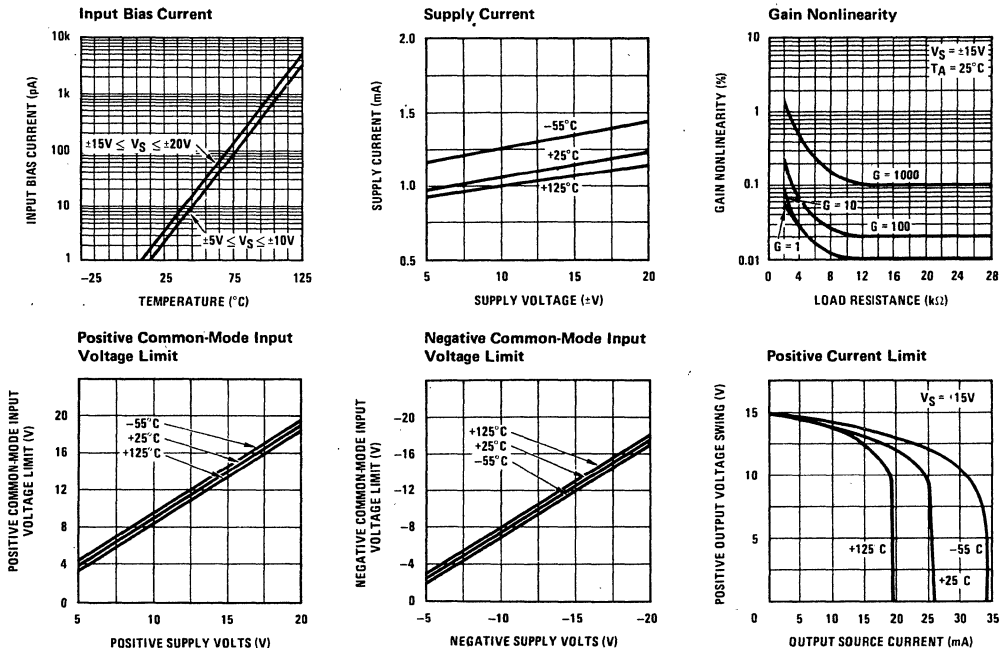 Input Bias Current
10k
1k
100
10
1
INPUT BIAS CURRENT (pA)
±15V ≤ VS ≤ ±20V
±5V ≤ VS ≤ ±10V
−25
25
75
125
TEMPERATURE (°C)
Supply Current
2.0
1.5
1.0
0.5
SUPPLY CURRENT (mA)
−55°C
+25°C
+125°C
5
10
15
20
SUPPLY VOLTAGE (±V)
Gain Nonlinearity
10
1
0.1
0.01
GAIN NONLINEARITY (%)
VS = ±15V
TA = 25°C
G = 1000
G = 10
G = 100
G = 1
0
4
8
12
16
20
24
28
LOAD RESISTANCE (kΩ)
Positive Common-Mode Input
Voltage Limit
20
16
12
8
4
0
POSITIVE COMMON-MODE INPUT
VOLTAGE LIMIT (V)
−55°C
+25°C
+125°C
5
10
15
20
POSITIVE SUPPLY VOLTS (V)
Negative Common-Mode Input
Voltage Limit
−20
−16
−12
−8
−4
0
NEGATIVE COMMON-MODE INPUT
VOLTAGE LIMIT (V)
+125°C
+25°C
−55°C
−5
−10
−15
−20
NEGATIVE SUPPLY VOLTS (V)
Positive Current Limit
15
10
5
0
POSITIVE OUTPUT VOLTAGE SWING (V)
VS = ±15V
+125 C
−55 C
+25 C
0
5
10
15
20
25
30
35
OUTPUT SOURCE CURRENT (mA)